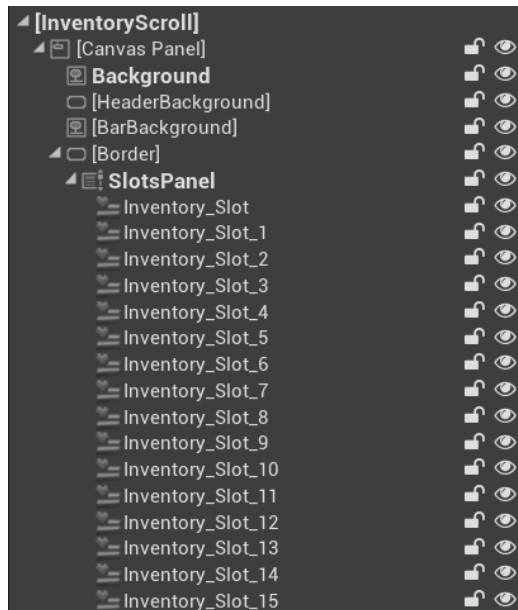 [InventoryScroll]
[Canvas Panel]
Background
[HeaderBackground]
[BarBackground]
[Border]
SlotsPanel
Inventory_Slot
Inventory_Slot_1
Inventory_Slot_2
Inventory_Slot_3
Inventory_Slot_4
Inventory_Slot_5
Inventory_Slot_6
Inventory_Slot_7
Inventory_Slot_8
Inventory_Slot_9
Inventory_Slot_10
Inventory_Slot_11
Inventory_Slot_12
Inventory_Slot_13
Inventory_Slot_14
Inventory_Slot_15